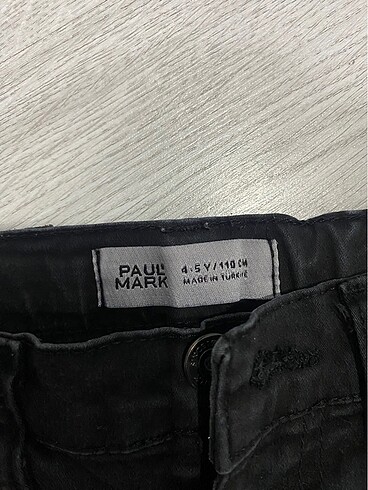 PAUL
MARK
4-5 Y / 110 CM
MADE IN TÜRKİYE